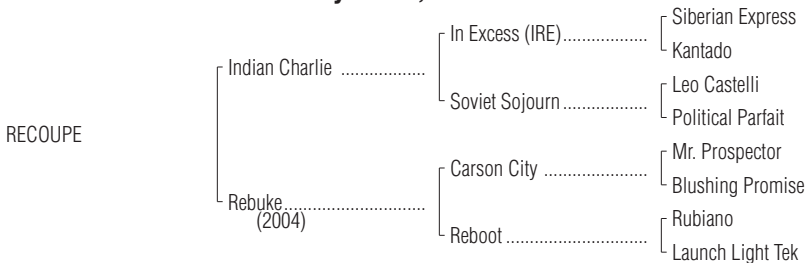 Siberian Express
In Excess (IRE)..................
Kantado
Indian Charlie ..................
Leo Castelli
Soviet Sojourn ..................
Political Parfait
RECOUPE
Mr. Prospector
Carson City ......................
Blushing Promise
Rebuke..............................
(2004)
Rubiano
Reboot ..............................
Launch Light Tek